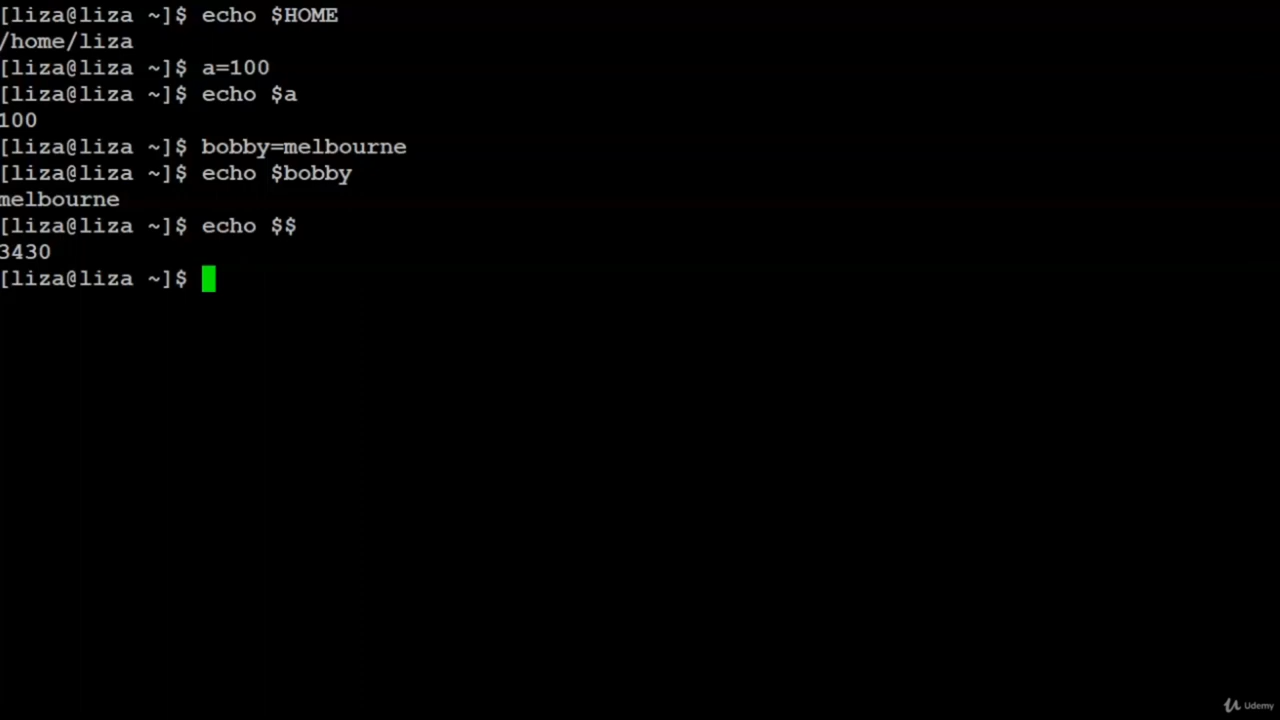 [liza@liza ~]$ echo $HOME
/home/liza
[liza@liza ~]$ a=100
[liza@liza ~]$ echo $a
100
[liza@liza ~]$ bobby=melbourne
[liza@liza ~]$ echo $bobby
melbourne
[liza@liza ~]$ echo $$
3430
[liza@liza ~]$
Udemy